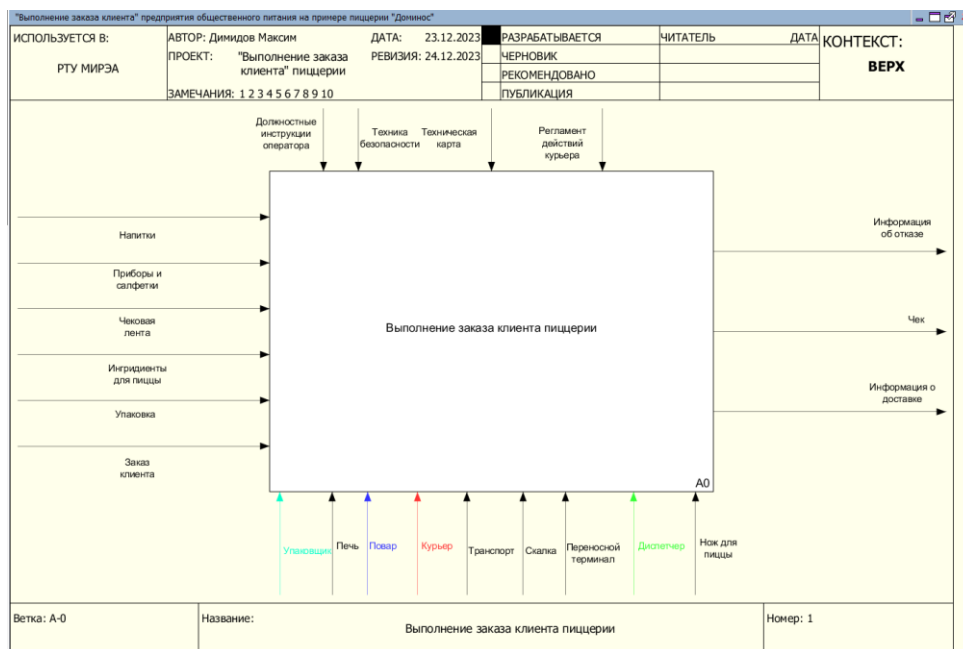 "Выполнение заказа клиента" предприятия общественного питания на примере пиццерии "Доминос"
ИСПОЛЬЗУЕТСЯ В:
РТУ МИРЭА
АВТОР: Димидов Максим
ДАТА: 23.12.2023
ПРОЕКТ: "Выполнение заказа
клиента" пиццерии
РЕВИЗИЯ: 24.12.2023
ЗАМЕЧАНИЯ: 1 2 3 4 5 6 7 8 9 10
РАЗРАБАТЫВАЕТСЯ
ЧЕРНОВИК
РЕКОМЕНДОВАНО
ПУБЛИКАЦИЯ
ЧИТАТЕЛЬ
ДАТА
КОНТЕКСТ:
ВЕРХ
Должностные
инструкции
оператора
Техника
безопасности
Техническая
карта
Регламент
действий
курьера
Напитки
Приборы и
салфетки
Чековая
лента
Ингридиенты
для пиццы
Упаковка
Заказ
клиента
Выполнение заказа клиента пиццерии
A0
Информация
об отказе
Чек
Информация о
доставке
Упаковщик
Печь
Повар
Курьер
Транспорт
Скалка
Переносной
терминал
Диспетчер
Нож для
пиццы
Ветка: A-0
Название:
Выполнение заказа клиента пиццерии
Номер: 1